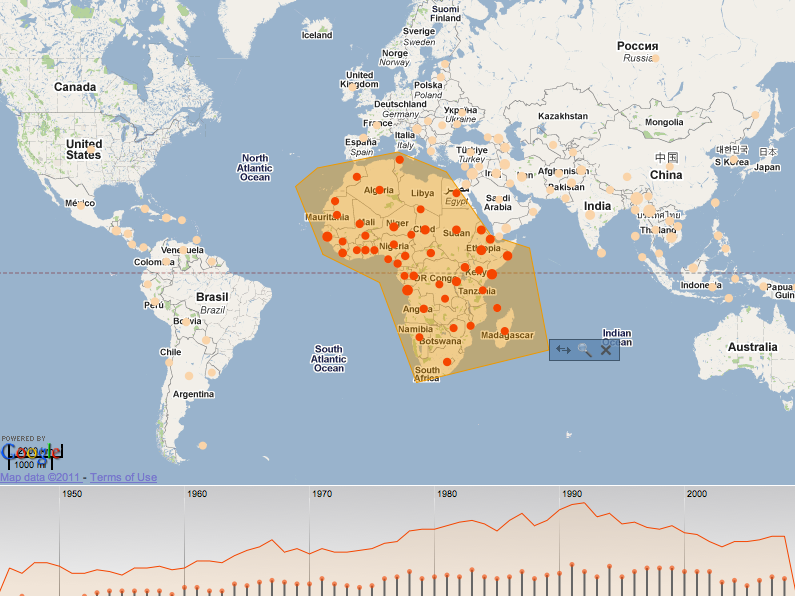 Suomi
Finland
Iceland
Sverige
Sweden
Norge
Norway
Россия
Russia
Canada
United
Kingdom
Polska
Poland
Deutschland
Germany
Україна
Ukraine
Kazakhstan
Mongolia
France
United
States
España
Spain
Italia
Italy
Türkiye
Turkey
대한민국
S Korea
日本
Japan
中国
China
North
Atlantic
Ocean
Algeria
Libya
Egypt
Saudi
Arabia
Afghanistan
Pakistan
India
México
Mauritania
Mali
Niger
Chad
Sudan
Thailand
Venezuela
Colombia
Nigeria
Ethiopia
Kenya
DR Congo
Tanzania
Indonesia
Papua
Guin
Brasil
Brazil
Perú
Bolivia
Angola
Namibia
Botswana
Madagascar
Indian
Ocean
Chile
South
Atlantic
Ocean
Australia
South
Africa
Argentina
POWERED BY
Google
1000 mi
Map data ©2011 - Terms of Use
1950
1960
1970
1980
1990
2000